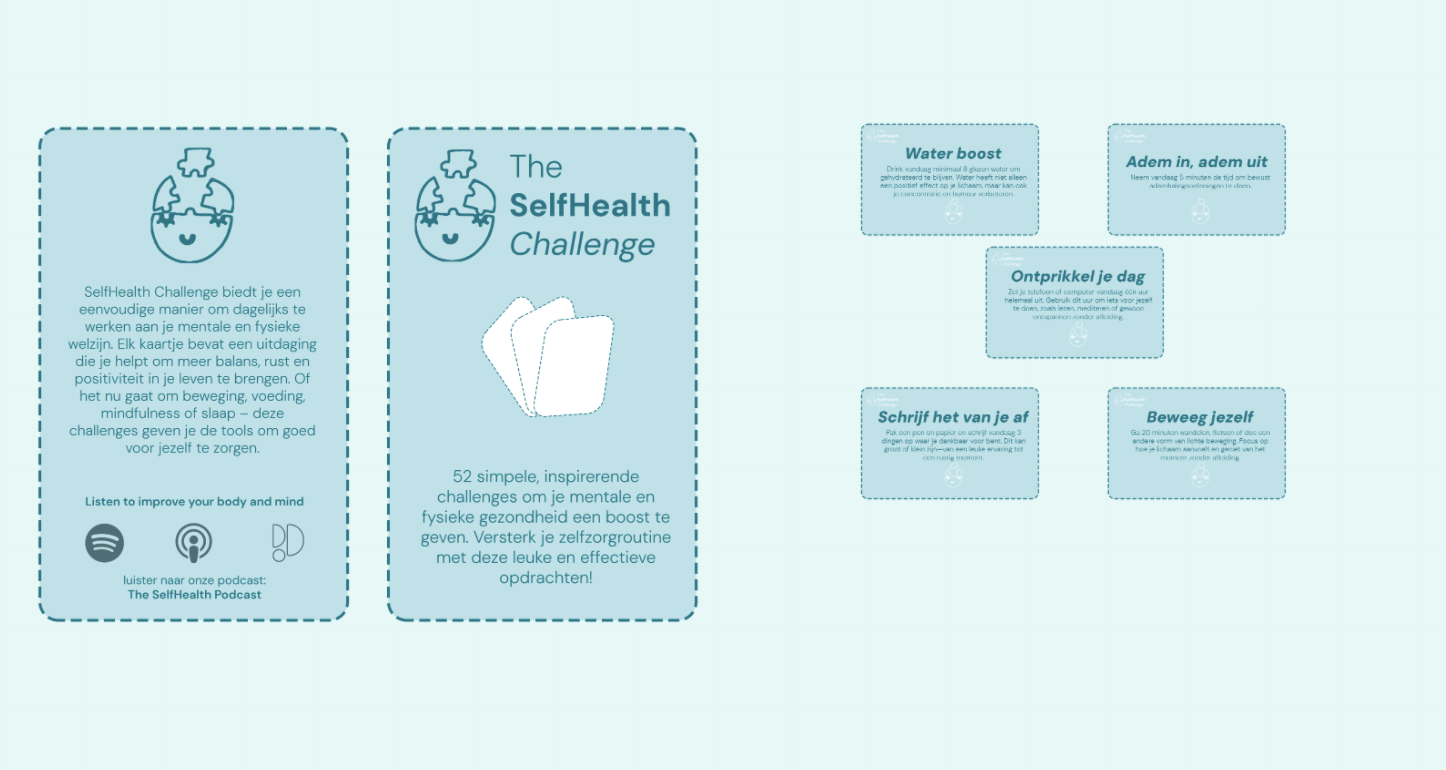 SelfHealth Challenge biedt je een
eenvoudige manier om dagelijks te
werken aan je mentale en fysieke
welzijn. Elk kaartje bevat een uitdaging
die je helpt om meer balans, rust en
positiviteit in je leven te brengen. Of
het nu gaat om beweging, voeding,
mindfulness of slaap – deze
challenges geven je de tools om goed
voor jezelf te zorgen.
Listen to improve your body and mind
luister naar onze podcast:
The SelfHealth Podcast
The
SelfHealth
Challenge
52 simpele, inspirerende
challenges om je mentale en
fysieke gezondheid een boost te
geven. Versterk je zelfzorgroutine
met deze leuke en effectieve
opdrachten!
Water boost
Drink vandaag minimaal 8 glazen water om
gehydrateerd te blijven. Water heeft niet alleen
een positief effect op je lichaam, maar kan ook
je concentratie en humeur verbeteren.
Adem in, adem uit
Neem vandaag 5 minuten de tijd om bewust
ademhalingsoefeningen te doen.
Ontprikkel je dag
Zet je telefoon of computer vandaag één uur
helemaal uit. Gebruik dit uur om iets voor jezelf
te doen, zoals lezen, mediteren of gewoon
ontspannen zonder afleiding.
Schrijf het van je af
Pak een pen en papier en schrijf vandaag 3
dingen op waar je dankbaar voor bent. Dit kan
groot of klein zijn—van een leuke ervaring tot
een rustig moment.
Beweeg jezelf
Ga 20 minuten wandelen, fietsen of doe een
andere vorm van lichte beweging. Focus op
hoe je lichaam aanvoelt en geniet van het
moment zonder afleiding.